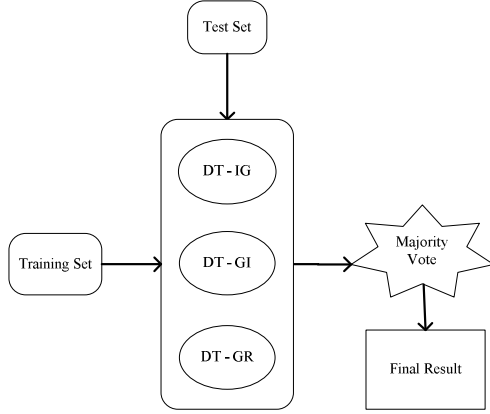 Test Set
DT - IG
Training Set
DT - GI
Majority
Vote
DT - GR
Final Result